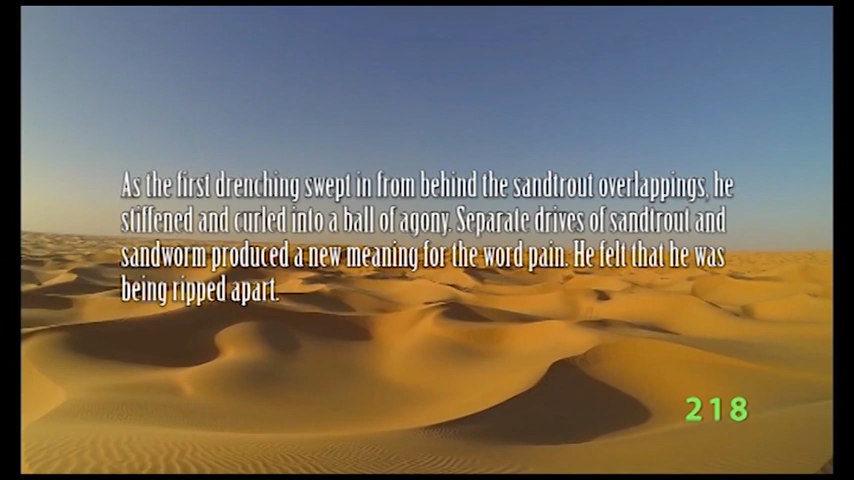 As the first drenching swept in from behind the sandtrout overlappings, he
stiffened and curled into a ball of agony. Separate drives of sandtrout and
sandworm produced a new meaning for the word pain. He felt that he was
being ripped apart.
218